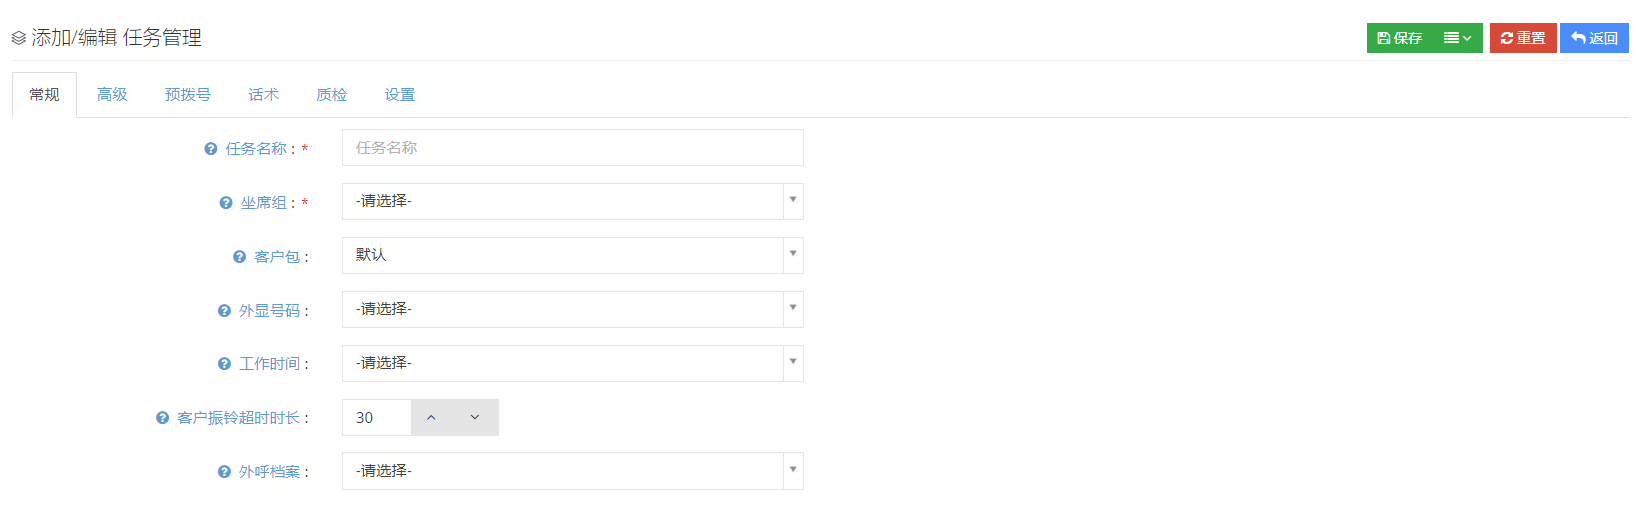 添加/编辑 任务管理
保存
重置
返回
常规 高级 预拨号 话术 质检 设置
任务名称 : * 任务名称
坐席组 : * -请选择-
客户包 : 默认
外显号码 : -请选择-
工作时间 : -请选择-
客户振铃超时时长 : 30
外呼档案 : -请选择-